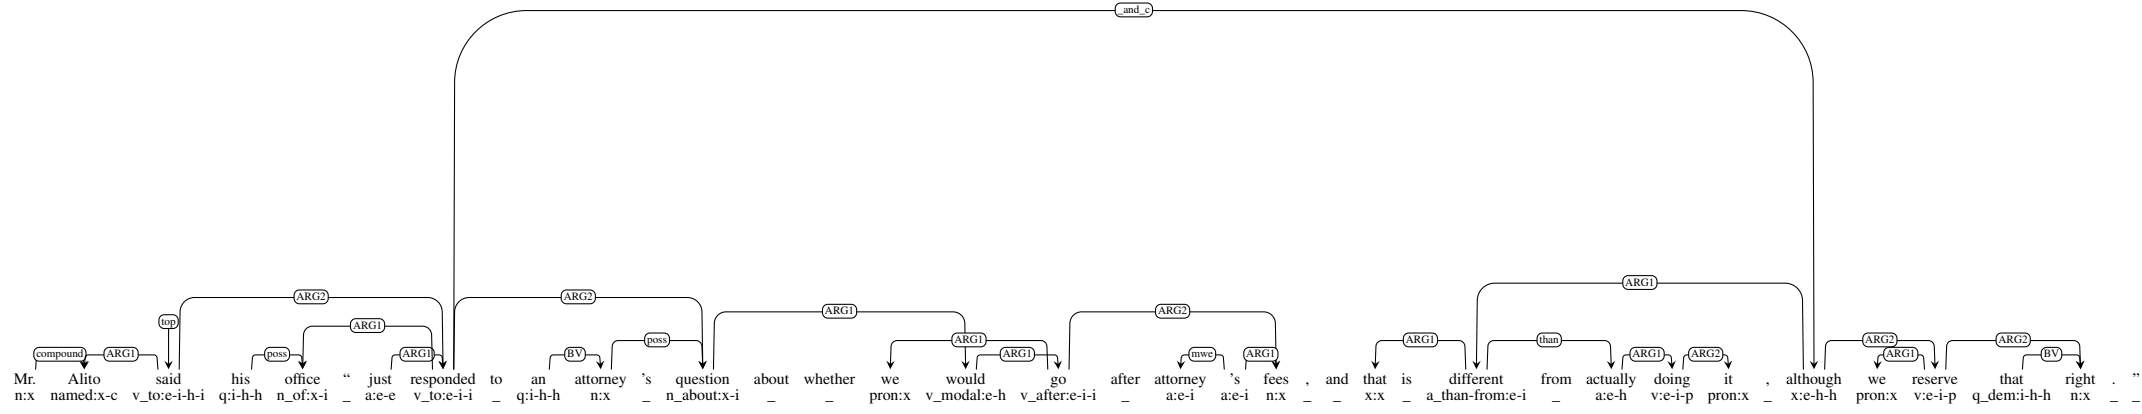 _and_c
ARG1
ARG2 ARG2
ARG1 ARG2
top ARG1
poss ARG1 ARG1 than
compound ARG1 poss ARG1 BV ARG1 mwe ARG1 ARG1 ARG2 ARG2 ARG1 ARG2 BV
Mr. Alito said his office “ just responded to an attorney 's question about whether we would go after attorney 's fees , and that is different from actually doing it , although we reserve that right . ”
n:x named:x-c v_to:e-i-h-i q:i-h-h n_of:x-i _ a:e-e v_to:e-i-i _ q:i-h-h n:x _ n_about:x-i _ _ pron:x v_modal:e-h v_after:e-i-i _ a:e-i a:e-i n:x _ _ x:x _ a_than-from:e-i _ a:e-h v:e-i-p pron:x _ x:e-h-h pron:x v:e-i-p q_dem:i-h-h n:x _ _